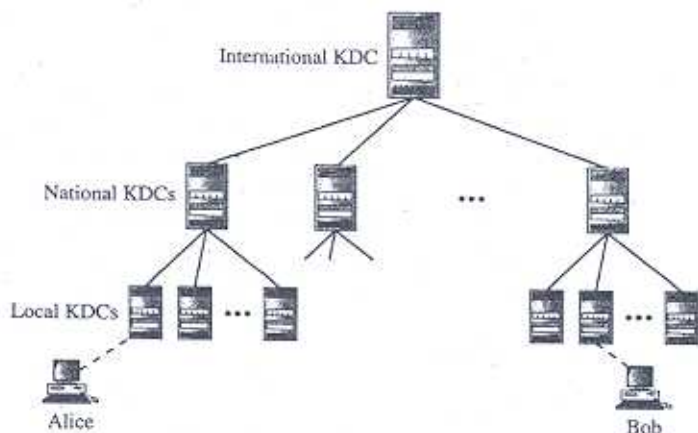 International KDC
National KDCs
...
Local KDCs
...
...
Alice
Bob